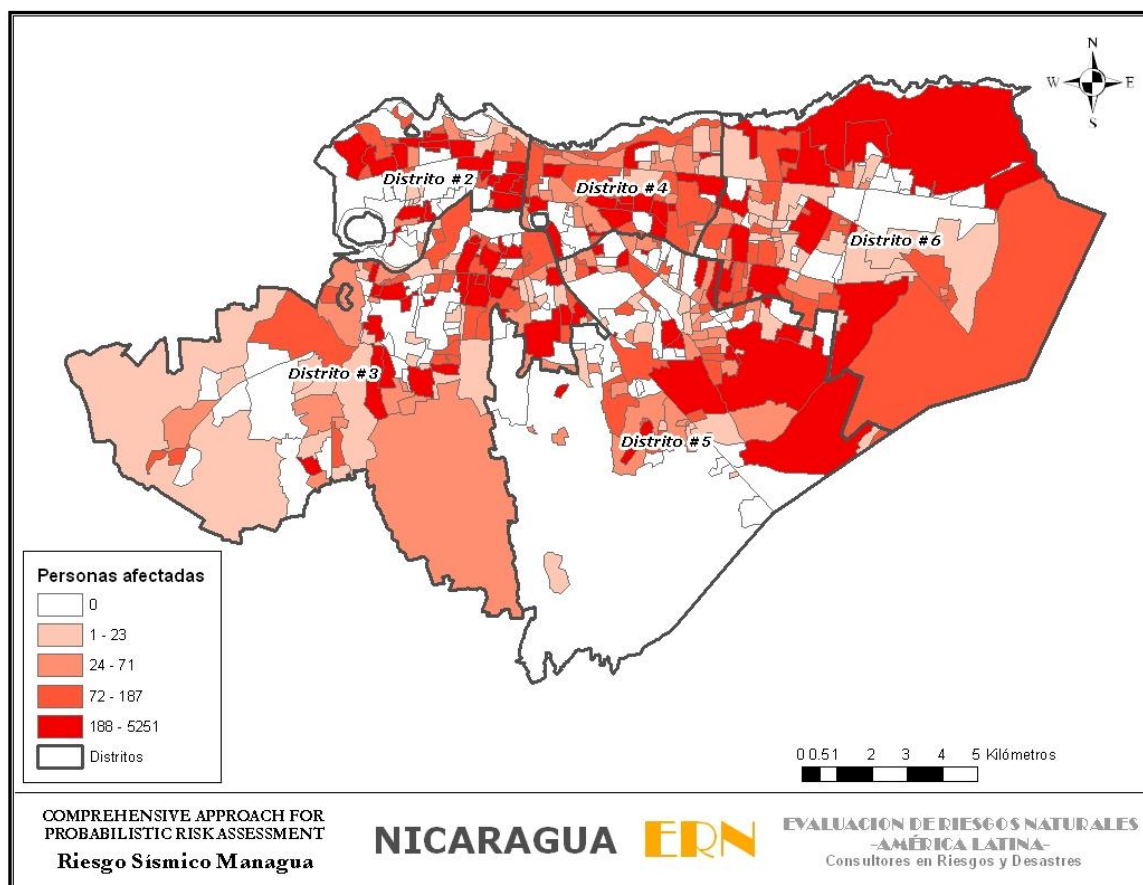 N
W E
S
Distrito #2
Distrito #4
Distrito #6
Distrito #3
Distrito #5
Personas afectadas
0
1 - 23
24 - 71
72 - 187
188 - 5251
Distritos
0 0.5 1 2 3 4 5 Kilómetros
COMPREHENSIVE APPROACH FOR
PROBABILISTIC RISK ASSESSMENT
Riesgo Sísmico Managua
NICARAGUA
ERN
EVALUACION DE RIESGOS NATURALES
-AMÉRICA LATINA-
Consultores en Riesgos y Desastres